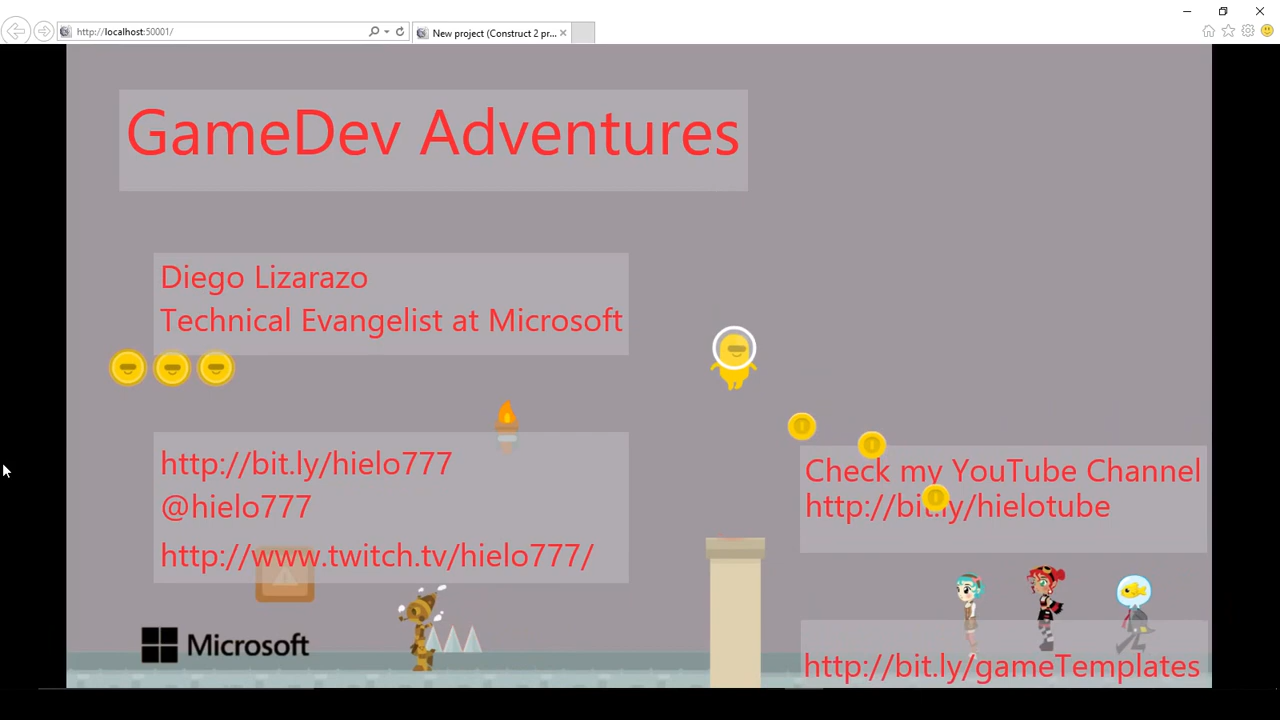 http://localhost:50001/
New project (Construct 2 pr...
GameDev Adventures
Diego Lizarazo
Technical Evangelist at Microsoft
http://bit.ly/hielo777
@hielo777
http://www.twitch.tv/hielo777/
Check my YouTube Channel
http://bit.ly/hielotube
Microsoft
http://bit.ly/gameTemplates